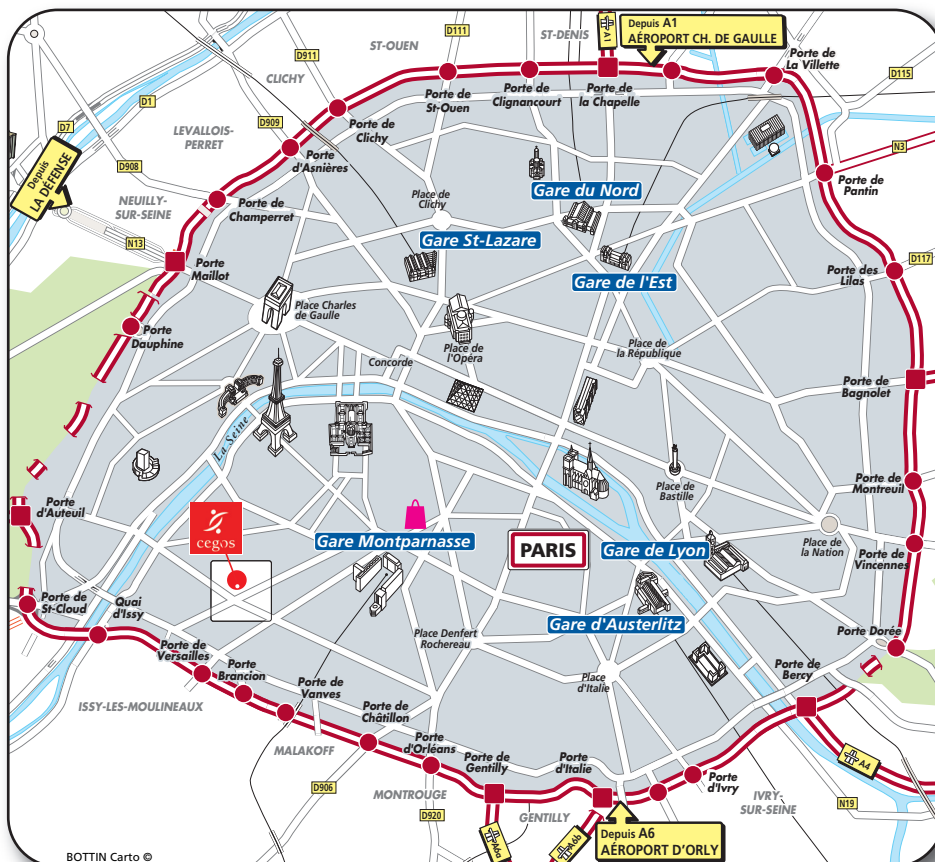 Depuis A1
AÉROPORT CH. DE GAULLE
A1
ST-DENIS
D111
ST-OUEN
D911
CLICHY
Porte de
La Villette
D115
D1
D7
D909
LEVALLOIS-
PERRET
Porte de
St-Ouen
Porte de
Clignancourt
Porte de
la Chapelle
Porte de
Clichy
Porte
d'Asnières
N3
D908
Depuis
LA DÉFENSE
NEUILLY-
SUR-SEINE
Porte de
Champerret
Place de
Clichy
Gare du Nord
Porte de
Pantin
N13
Porte
Maillot
Gare St-Lazare
Gare de l'Est
D117
Porte des
Lilas
Place Charles
de Gaulle
Porte
Dauphine
Concorde
Place de
l'Opéra
Place de
la République
Porte de
Bagnolet
La Seine
Porte
d'Auteuil
cegos
Gare Montparnasse
PARIS
Place de
Bastille
Porte de
Montreuil
Gare de Lyon
Place de
la Nation
Porte de
Vincennes
Porte de
St-Cloud
Quai
d'Issy
Gare d'Austerlitz
Place Denfert
Rochereau
Porte Dorée
Porte de
Versailles
Porte
Brancion
Porte de
Vanves
Place
d'Italie
Porte de
Bercy
ISSY-LES-MOULINEAUX
Porte de
Châtillon
MALAKOFF
Porte
d'Orléans
Porte de
Gentilly
Porte
d'Italie
Porte
d'Ivry
A4
D906
MONTROUGE
D920
GENTILLY
IVRY-
SUR-SEINE
N19
A6a
A6b
Depuis A6
AÉROPORT D'ORLY
BOTTIN Carto ©